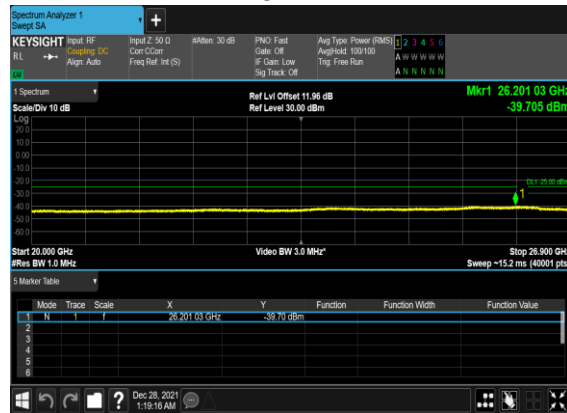 Spectrum Analyzer 1
Swept SA
+
KEYSIGHT Input: RF Input Z: 50 Ω #Atten: 30 dB PNO: Fast Avg Type: Power (RMS) 1 2 3 4 5 6
RL Coupling: DC Corr CCorr Gate: Off Avg|Hold: 100/100 A W W W W W
Align: Auto Freq Ref: Int (S) IF Gain: Low Trig: Free Run
LW Sig Track: Off A N N N N N
1 Spectrum Ref Lvl Offset 11.96 dB Mkr1 26.201 03 GHz
Scale/Div 10 dB Ref Level 30.00 dBm -39.705 dBm
Log
20.0
10.0
0.00
-10.0
-20.0
DL1 -25.00 dBm
-30.0
1
-40.0
-50.0
-60.0
Start 20.000 GHz Video BW 3.0 MHz* Stop 26.900 GHz
#Res BW 1.0 MHz Sweep ~15.2 ms (40001 pts
5 Marker Table
Mode Trace Scale X Y Function Function Width Function Value
1 N 1 f 26.201 03 GHz -39.70 dBm
2
3
4
5
6
? Dec 28, 2021
1:19:16 AM